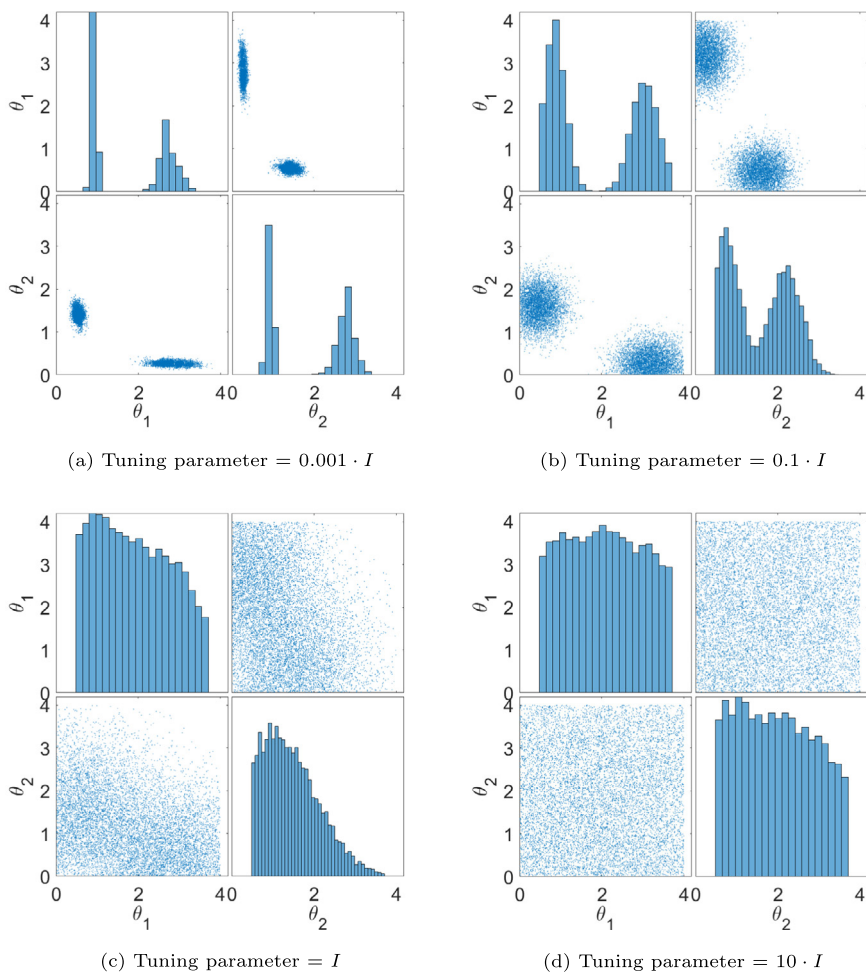 4
3
2
1
0
θ1
4
3
2
1
0
θ2
0 2 40 2 4
θ1 θ2
(a) Tuning parameter = 0.001 · I
4
3
2
1
0
θ1
4
3
2
1
0
θ2
0 2 40 2 4
θ1 θ2
(b) Tuning parameter = 0.1 · I
4
3
2
1
0
θ1
4
3
2
1
0
θ2
0 2 40 2 4
θ1 θ2
(c) Tuning parameter = I
4
3
2
1
0
θ1
4
3
2
1
0
θ2
0 2 40 2 4
θ1 θ2
(d) Tuning parameter = 10 · I